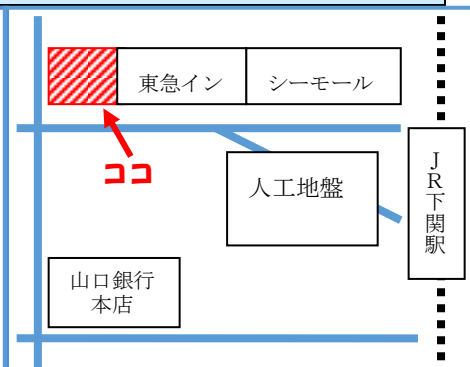 東急イン
シーモール
ココ
人工地盤
JR下関駅
山口銀行
本店